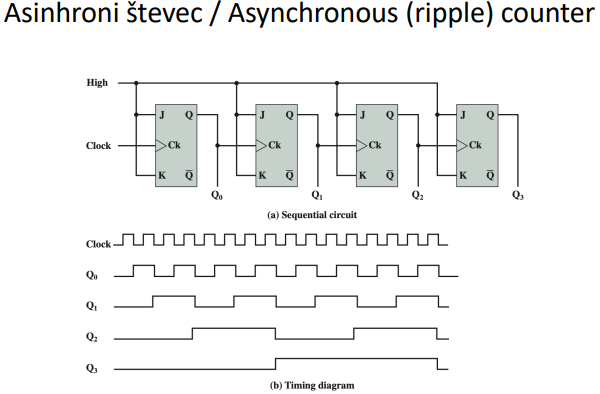 Asinhroni števec / Asynchronous (ripple) counter
High
J Q J Q J Q J Q
Clock Ck Ck Ck Ck
K Q̅ K Q̅ K Q̅ K Q̅
Q₀ Q₁ Q₂ Q₃
(a) Sequential circuit
Clock
Q₀
Q₁
Q₂
Q₃
(b) Timing diagram